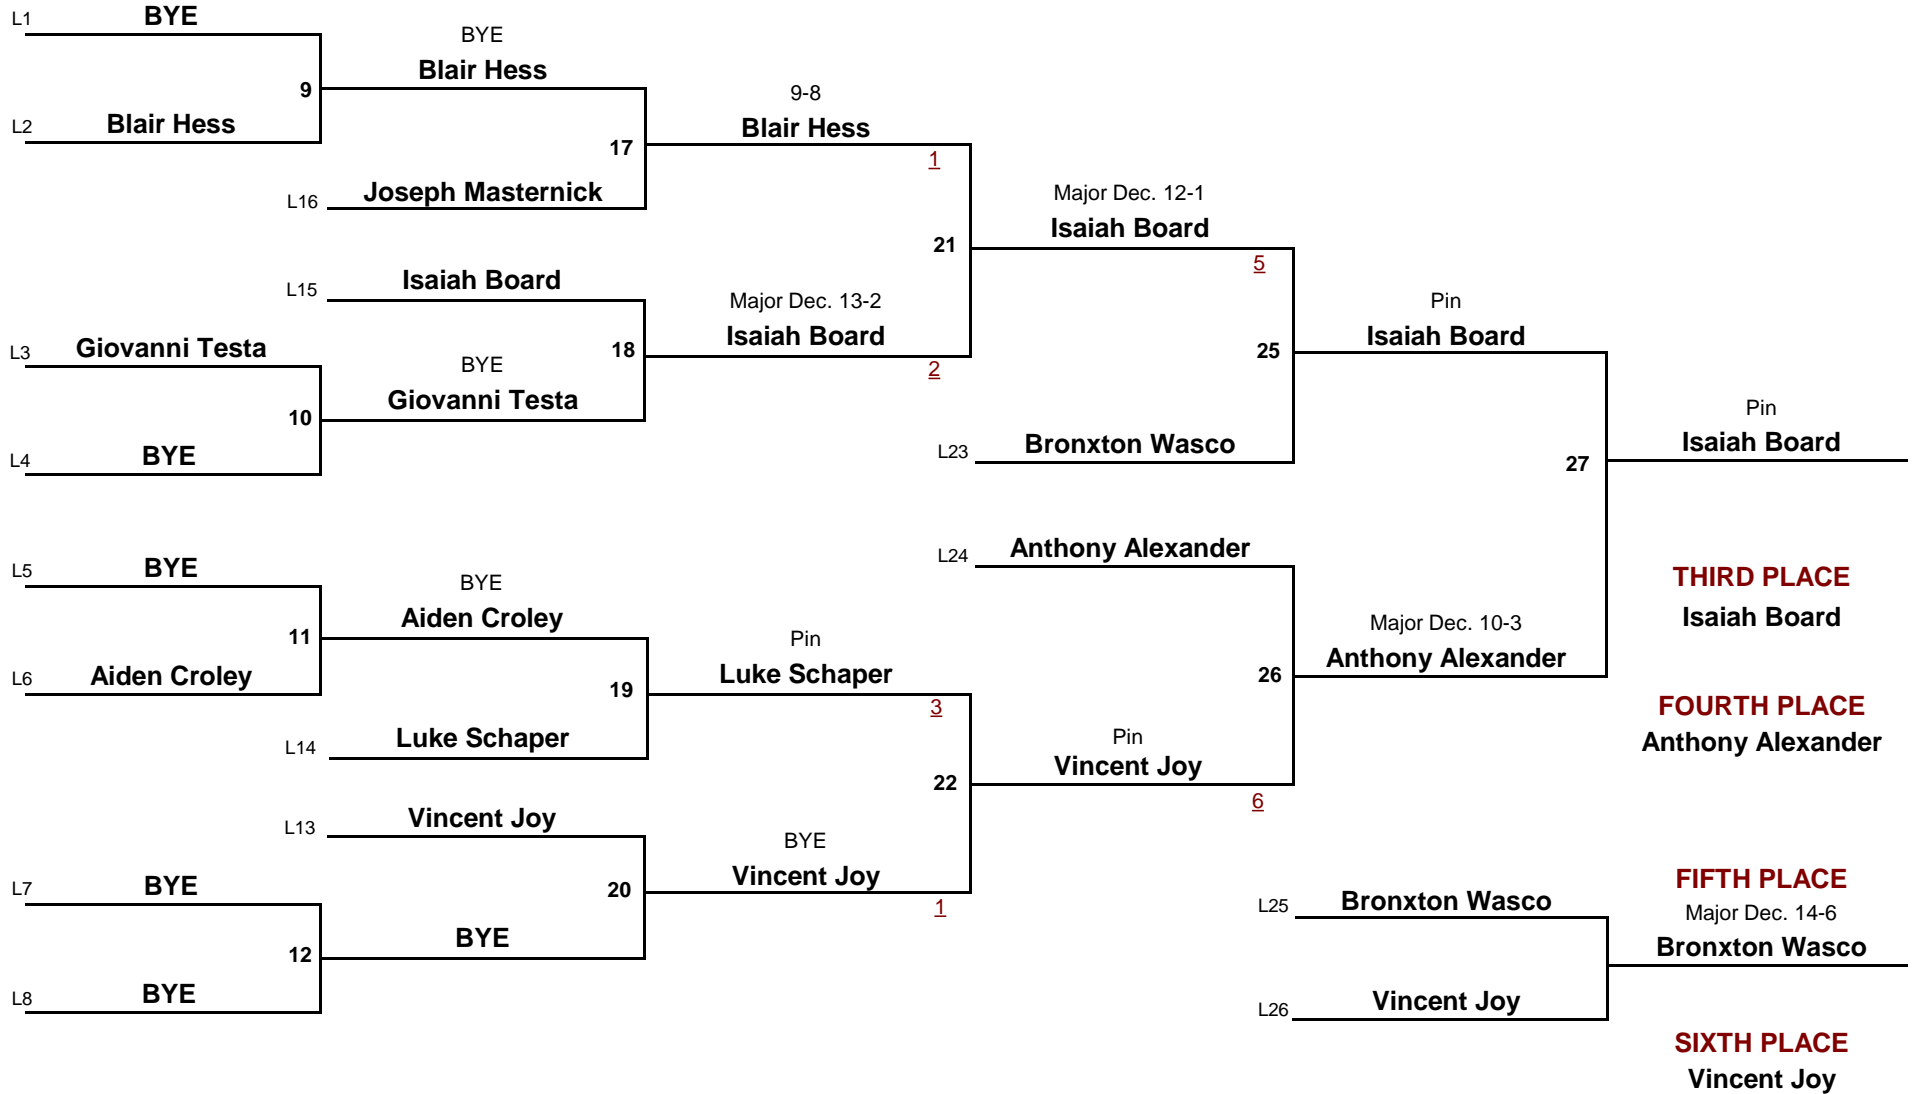 L1
BYE
9
L2
Blair Hess
BYE
Blair Hess
17
L16
Joseph Masternick
9-8
Blair Hess
1
L15
Isaiah Board
L3
Giovanni Testa
10
L4
BYE
BYE
Giovanni Testa
18
Major Dec. 13-2
Isaiah Board
2
21
Major Dec. 12-1
Isaiah Board
5
25
L23
Bronxton Wasco
Pin
Isaiah Board
27
Pin
Isaiah Board
L5
BYE
11
L6
Aiden Croley
BYE
Aiden Croley
19
L14
Luke Schaper
Pin
Luke Schaper
3
L13
Vincent Joy
L7
BYE
12
L8
BYE
BYE
20
BYE
Vincent Joy
1
22
L24
Anthony Alexander
26
Pin
Vincent Joy
6
Major Dec. 10-3
Anthony Alexander
THIRD PLACE
Isaiah Board
FOURTH PLACE
Anthony Alexander
L25
Bronxton Wasco
L26
Vincent Joy
FIFTH PLACE
Major Dec. 14-6
Bronxton Wasco
SIXTH PLACE
Vincent Joy